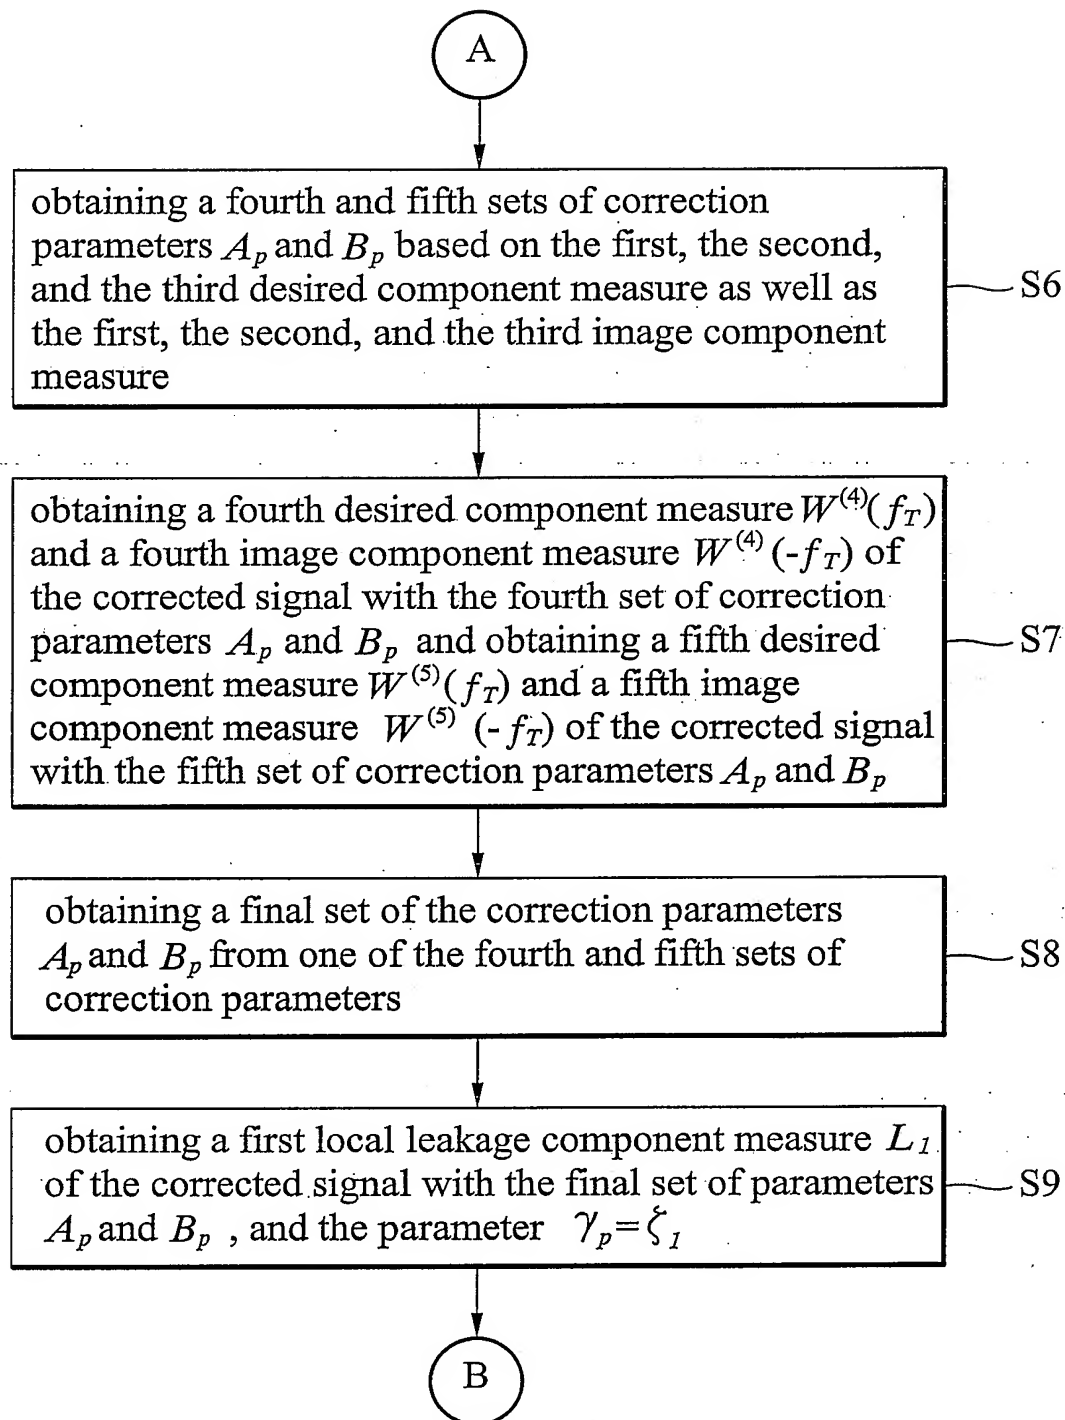 A
obtaining a fourth and fifth sets of correction
parameters A_p and B_p based on the first, the second,
and the third desired component measure as well as
the first, the second, and the third image component
measure
S6
obtaining a fourth desired component measure W^(4)(f_T)
and a fourth image component measure W^(4) (-f_T) of
the corrected signal with the fourth set of correction
parameters A_p and B_p and obtaining a fifth desired
component measure W^(5)(f_T) and a fifth image
component measure W^(5) (-f_T) of the corrected signal
with the fifth set of correction parameters A_p and B_p
S7
obtaining a final set of the correction parameters
A_p and B_p from one of the fourth and fifth sets of
correction parameters
S8
obtaining a first local leakage component measure L_1
of the corrected signal with the final set of parameters
A_p and B_p , and the parameter γ_p=ζ_1
S9
B